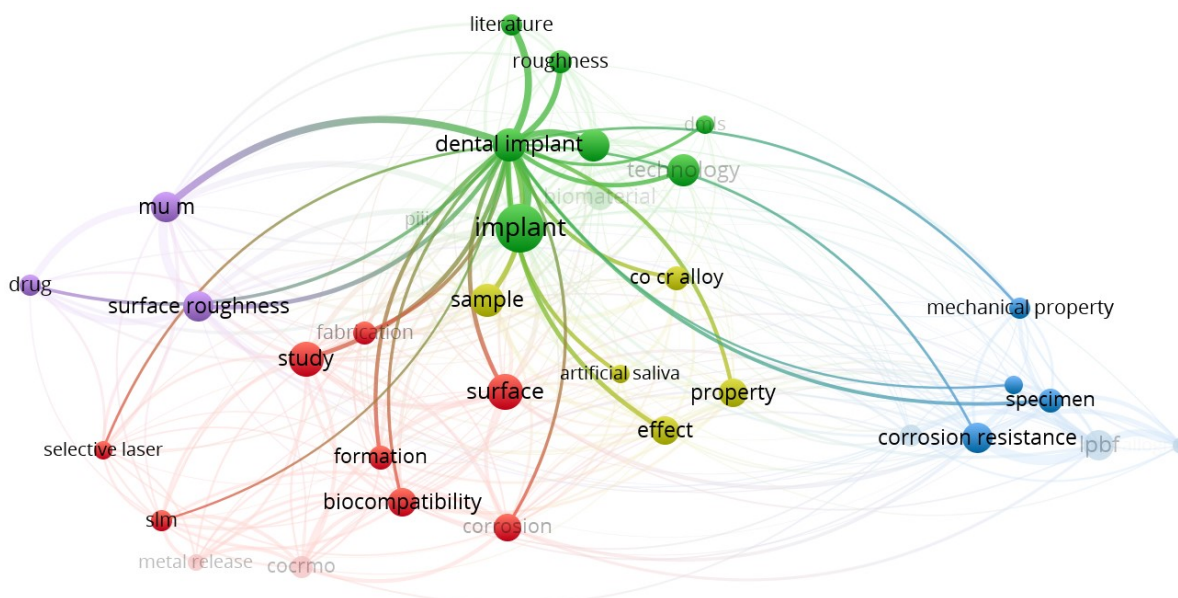 literature
roughness
dmls
dental implant
technology
biomaterial
mu m
piii
implant
drug
surface roughness
sample
co cr alloy
mechanical property
fabrication
study
artificial saliva
surface
property
specimen
effect
corrosion resistance
lpbf
selective laser
formation
biocompatibility
slm
corrosion
metal release
cocrmo